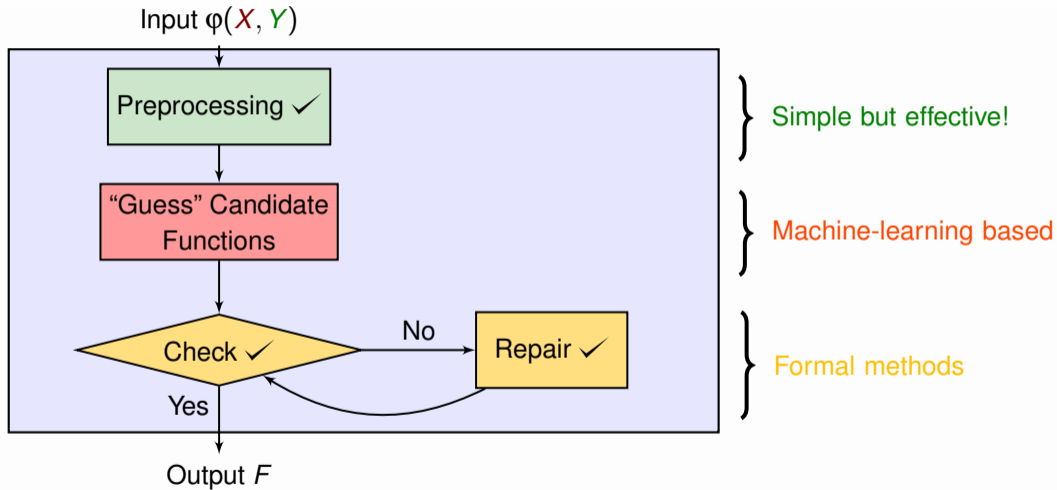 Input φ(X, Y)
Preprocessing ✓
Simple but effective!
“Guess” Candidate
Functions
Machine-learning based
Check ✓
No
Repair ✓
Formal methods
Yes
Output F